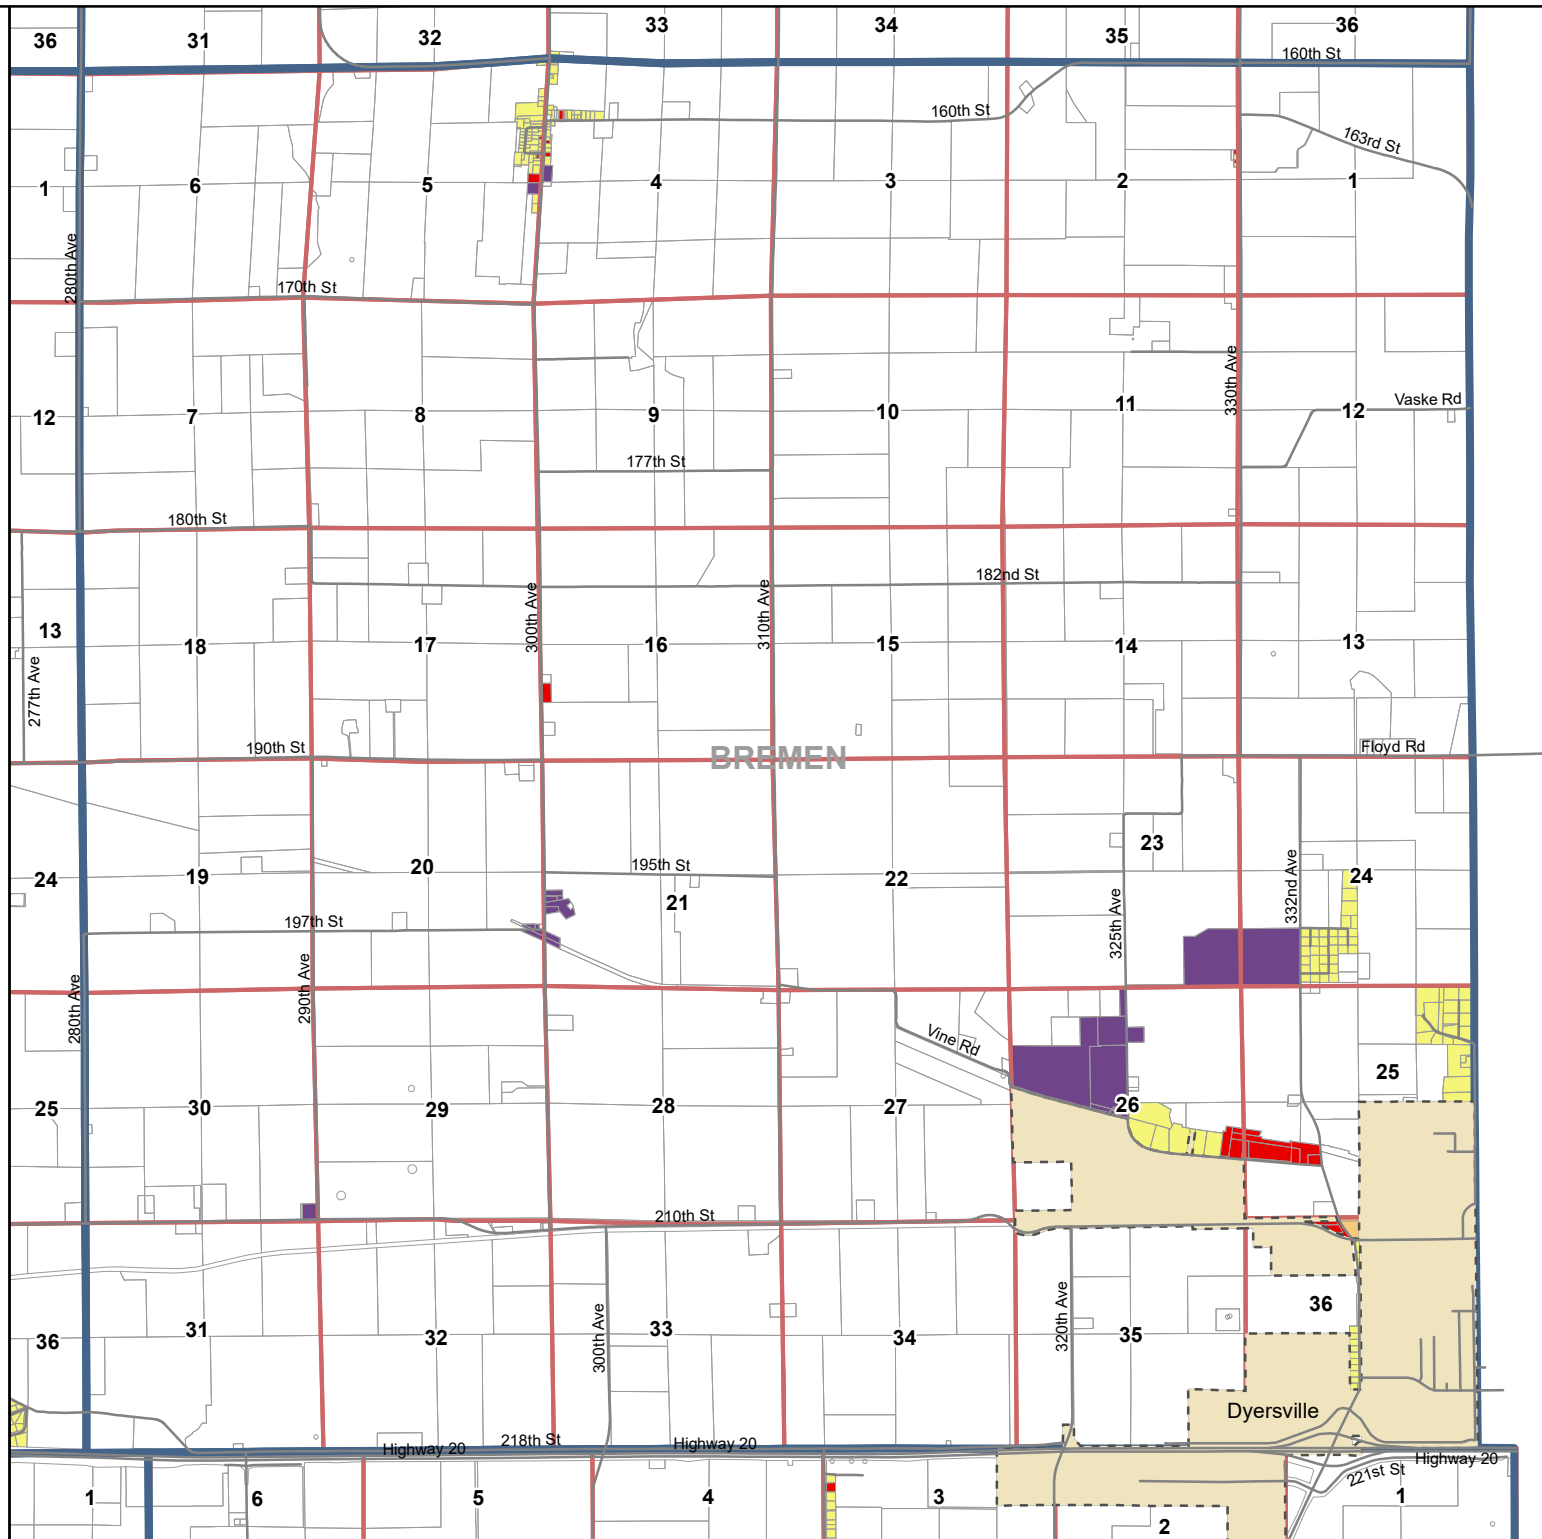 36 31 32 33 34 35 36
160th St
160th St
163rd St
1 6 5 4 3 2 1
280th Ave
170th St
330th Ave
Vaske Rd
12 7 8 9 10 11 12
177th St
180th St
182nd St
300th Ave
310th Ave
13 18 17 16 15 14 13
277th Ave
190th St
BREMEN
Floyd Rd
23
195th St
332nd Ave
24 19 20 21 22 24
197th St
325th Ave
290th Ave
280th Ave
Vine Rd
25
25 30 29 28 27 26
210th St
300th Ave
320th Ave
36
36 31 32 33 34 35
Dyersville
Highway 20
218th St
Highway 20
Highway 20
221st St
1 6 5 4 3 2 1